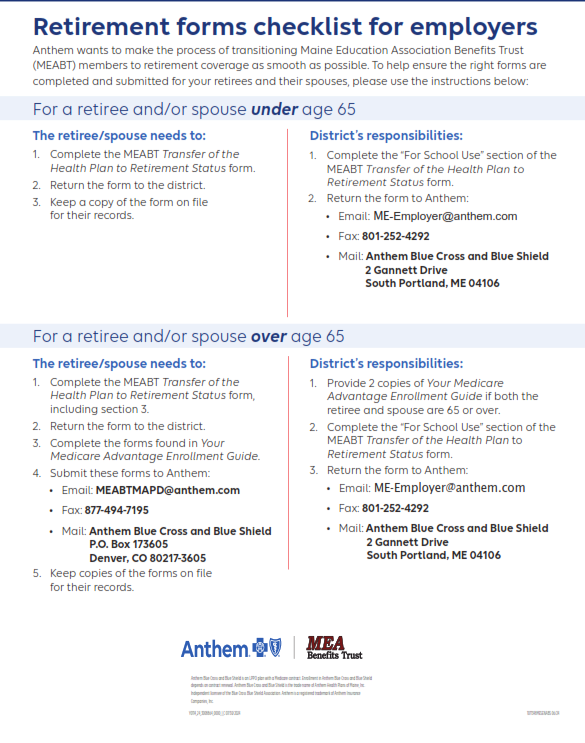 Retirement forms checklist for employers
Anthem wants to make the process of transitioning Maine Education Association Benefits Trust
(MEABT) members to retirement coverage as smooth as possible. To help ensure the right forms are
completed and submitted for your retirees and their spouses, please use the instructions below:
For a retiree and/or spouse under age 65
The retiree/spouse needs to:
1. Complete the MEABT Transfer of the
Health Plan to Retirement Status form.
2. Return the form to the district.
3. Keep a copy of the form on file
for their records.
District's responsibilities:
1. Complete the "For School Use" section of the
MEABT Transfer of the Health Plan to
Retirement Status form.
2. Return the form to Anthem:
• Email: ME-Employer@anthem.com
• Fax: 801-252-4292
• Mail: Anthem Blue Cross and Blue Shield
2 Gannett Drive
South Portland, ME 04106
For a retiree and/or spouse over age 65
The retiree/spouse needs to:
1. Complete the MEABT Transfer of the
Health Plan to Retirement Status form,
including section 3.
2. Return the form to the district.
3. Complete the forms found in Your
Medicare Advantage Enrollment Guide.
4. Submit these forms to Anthem:
• Email: MEABTMAPD@anthem.com
• Fax: 877-494-7195
• Mail: Anthem Blue Cross and Blue Shield
P.O. Box 173605
Denver, CO 80217-3605
5. Keep copies of the forms on file
for their records.
District's responsibilities:
1. Provide 2 copies of Your Medicare
Advantage Enrollment Guide if both the
retiree and spouse are 65 or over.
2. Complete the "For School Use" section of the
MEABT Transfer of the Health Plan to
Retirement Status form.
3. Return the form to Anthem:
• Email: ME-Employer@anthem.com
• Fax: 801-252-4292
• Mail: Anthem Blue Cross and Blue Shield
2 Gannett Drive
South Portland, ME 04106
Anthem
MEA
Benefits Trust
Anthem Blue Cross and Blue Shield is an LPPO plan with a Medicare contract. Enrollment in Anthem Blue Cross and Blue Shield
depends on contract renewal. Anthem Blue Cross and Blue Shield is the trade name of Anthem Health Plans of Maine, Inc.
Independent licensee of the Blue Cross Blue Shield Association. Anthem is a registered trademark of Anthem Insurance
Companies, Inc.